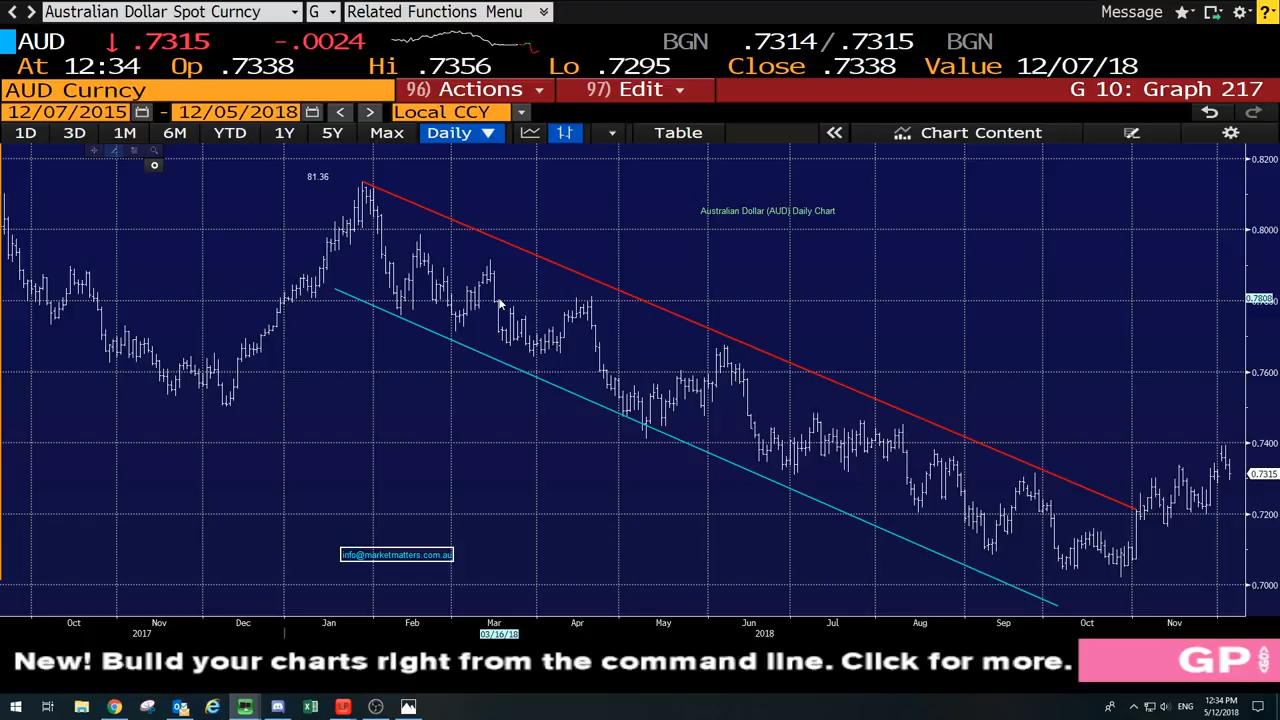 Australian Dollar Spot Curncy G Related Functions Menu Message
AUD .7315 -.0024 BGN .7314/.7315 BGN
At 12:34 Op .7338 Hi .7356 Lo .7295 Close .7338 Value 12/07/18
AUD Curncy 96) Actions 97) Edit G 10: Graph 217
12/07/2015 - 12/05/2018 Local CCY
1D 3D 1M 6M YTD 1Y 5Y Max Daily Table Chart Content
0.8200
81.36
Australian Dollar (AUD) Daily Chart
0.8000
0.7808
0.7600
0.7400
0.7315
0.7200
info@marketmatters.com.au
0.7000
Oct Nov Dec Jan Feb Mar Apr May Jun Jul Aug Sep Oct Nov
2017 03/16/18 2018
New! Build your charts right from the command line. Click for more. GP
ENG 12:34 PM
5/12/2018